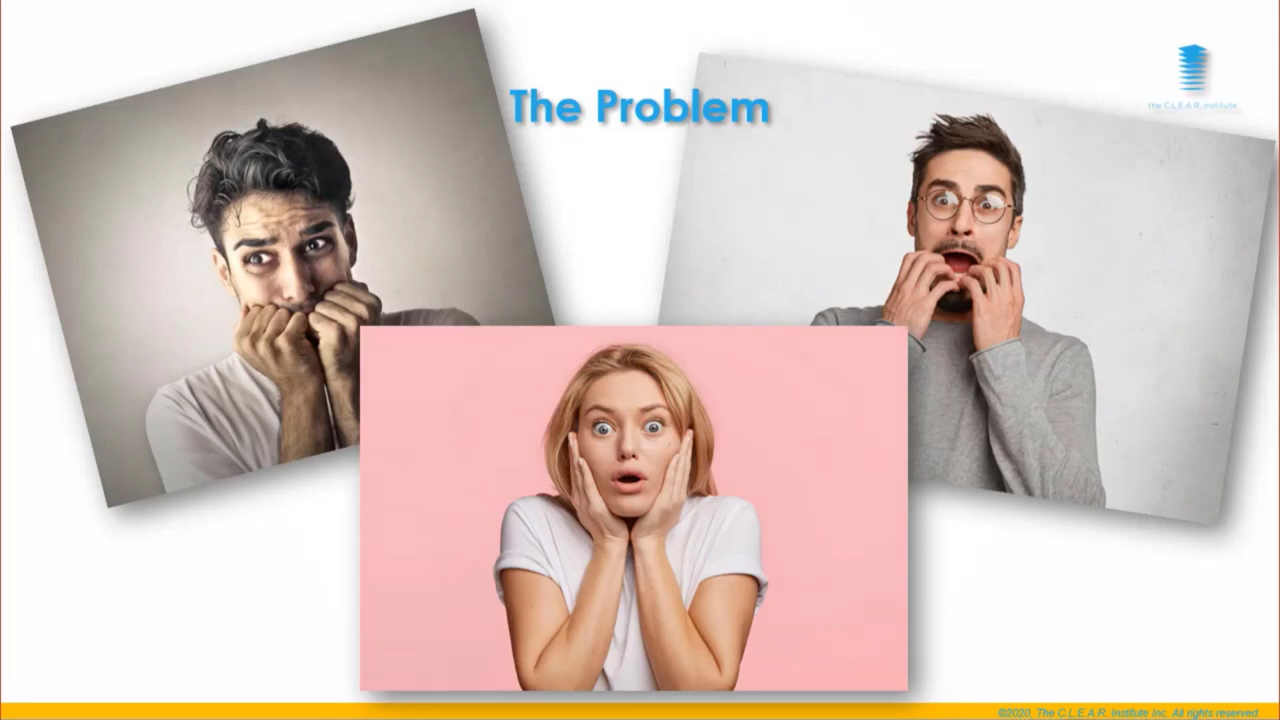 The Problem
the C.L.E.A.R. institute
©2020, The C.L.E.A.R. Institute Inc. All rights reserved.